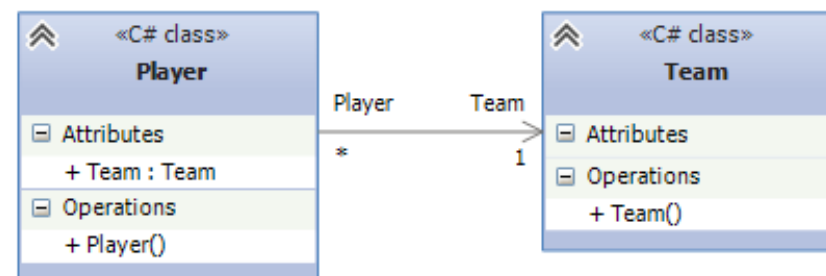 «C# class»
Player
Attributes
+ Team : Team
Operations
+ Player()
Player
Team
*
1
«C# class»
Team
Attributes
Operations
+ Team()